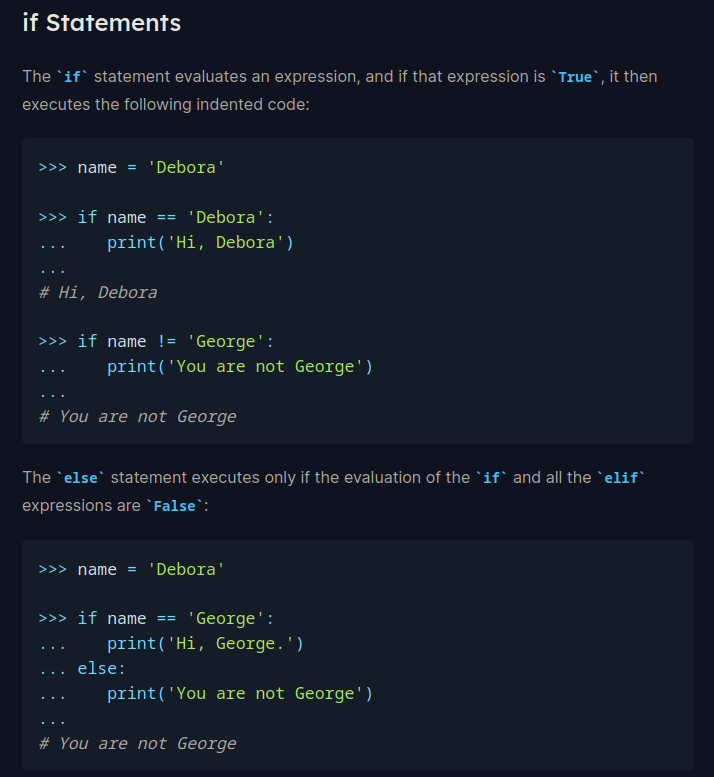 if Statements
The `if` statement evaluates an expression, and if that expression is `True`, it then
executes the following indented code:
>>> name = 'Debora'
>>> if name == 'Debora':
...    print('Hi, Debora')
...
# Hi, Debora
>>> if name != 'George':
...    print('You are not George')
...
# You are not George
The `else` statement executes only if the evaluation of the `if` and all the `elif`
expressions are `False`:
>>> name = 'Debora'
>>> if name == 'George':
...    print('Hi, George.')
... else:
...    print('You are not George')
...
# You are not George